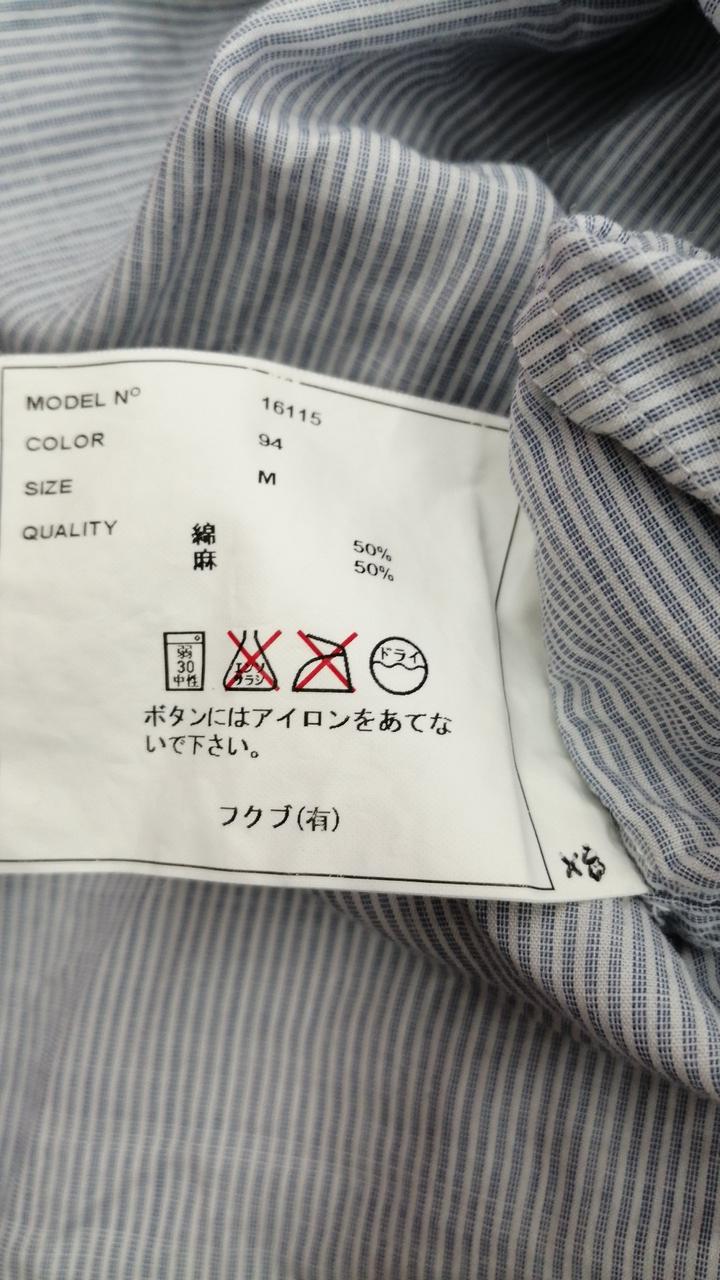 MODEL Nº 16115
COLOR 94
SIZE M
QUALITY 綿 50%
麻 50%
弱
30
中性
エンソ
サラシ
ドライ
ボタンにはアイロンをあてな
いで下さい。
フクブ(有)